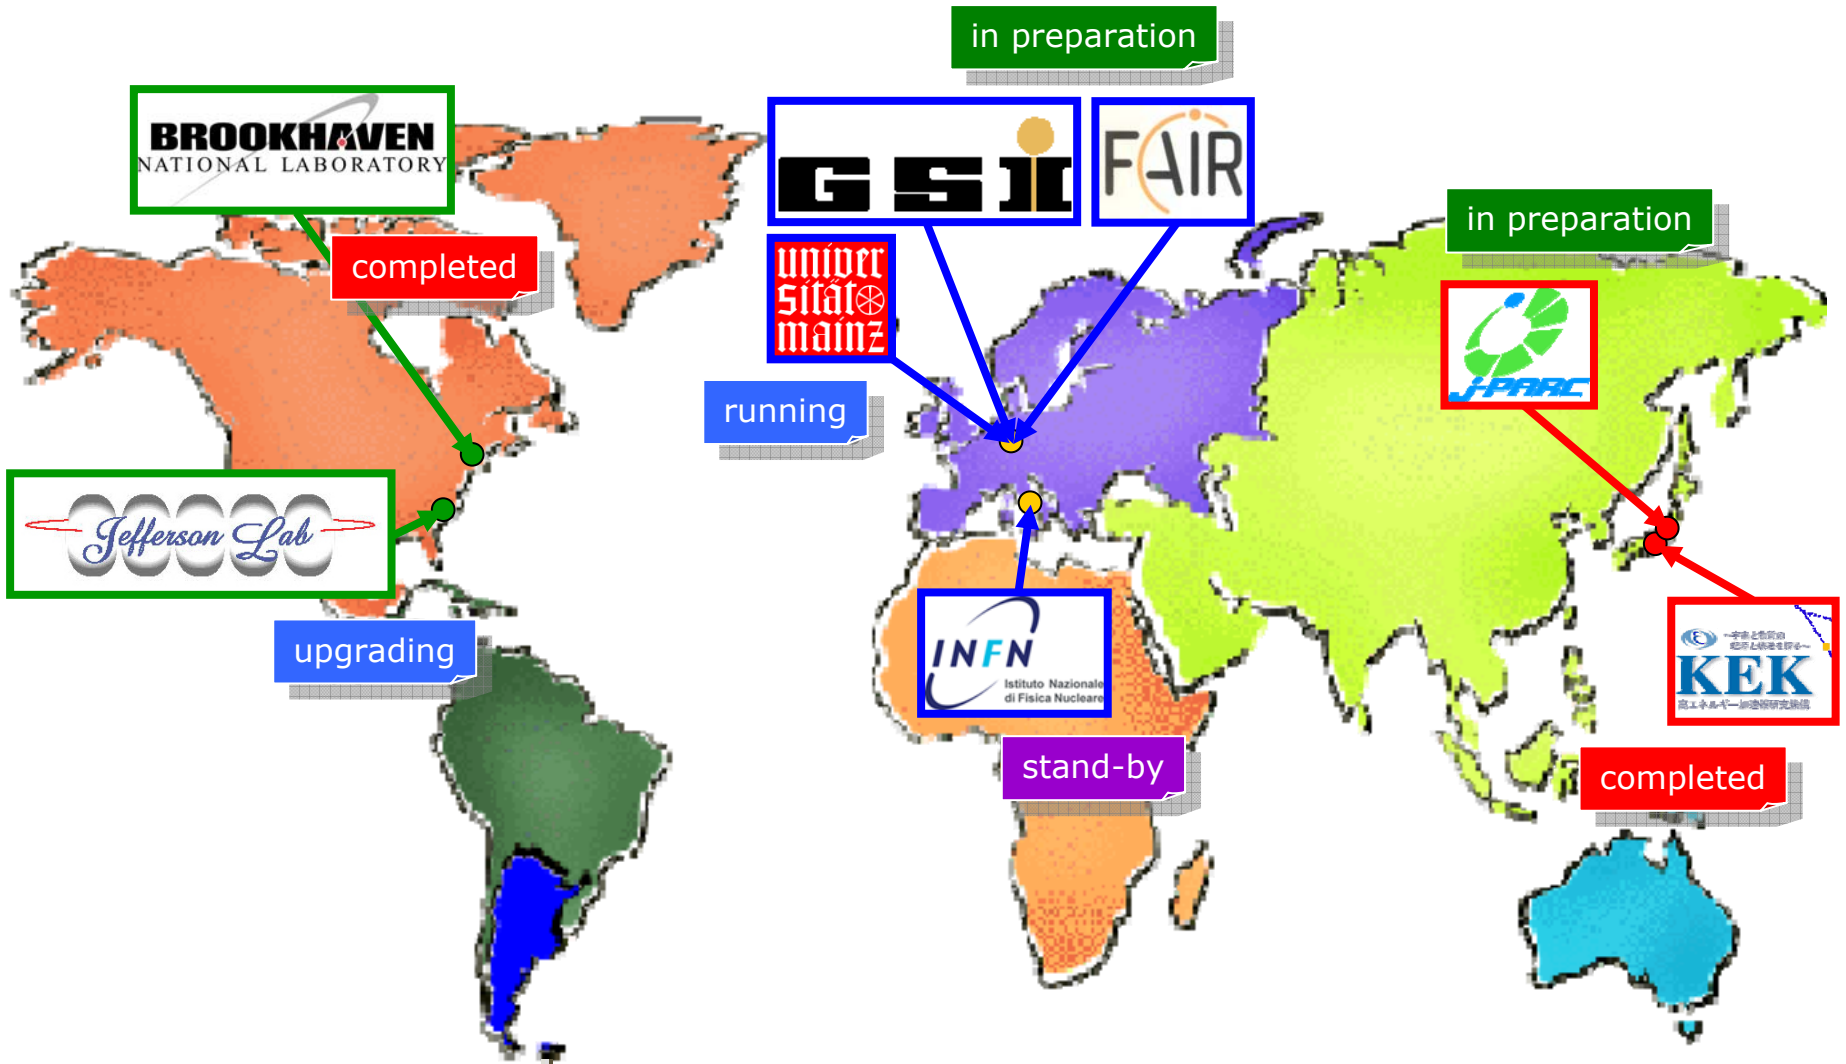 in preparation
BROOKHAVEN
NATIONAL LABORATORY
GSI
FAIR
in preparation
completed
univer
sität
mainz
J-PARC
running
Jefferson Lab
INFN
Istituto Nazionale
di Fisica Nucleare
upgrading
KEK
stand-by
completed